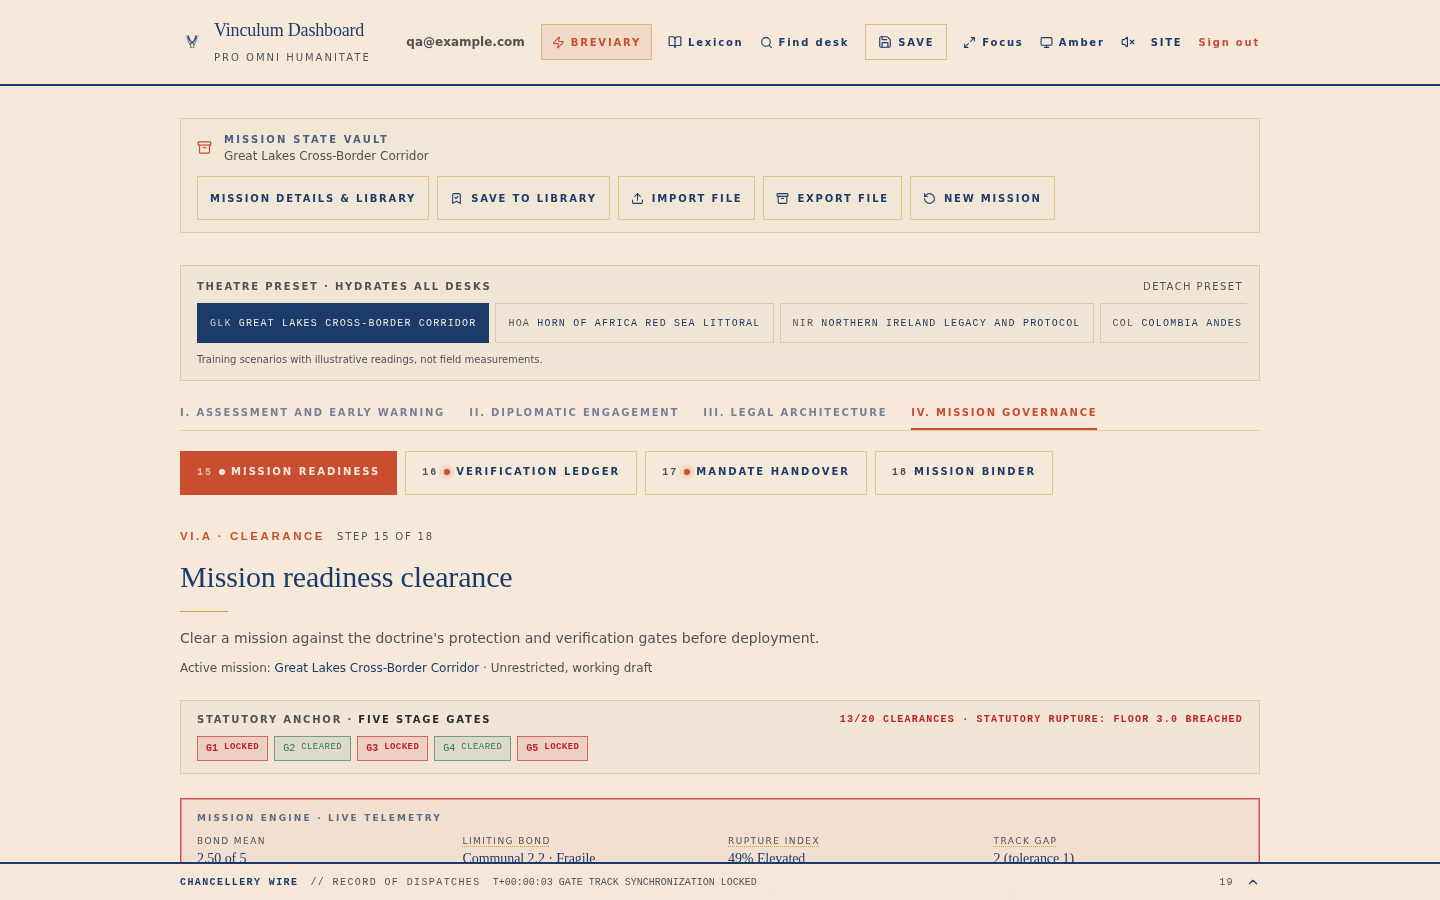 Vinculum Dashboard
PRO OMNI HUMANITATE
qa@example.com
BREVIARY
Lexicon
Find desk
SAVE
Focus
Amber
SITE
Sign out
MISSION STATE VAULT
Great Lakes Cross-Border Corridor
MISSION DETAILS & LIBRARY
SAVE TO LIBRARY
IMPORT FILE
EXPORT FILE
NEW MISSION
THEATRE PRESET · HYDRATES ALL DESKS
DETACH PRESET
GLK GREAT LAKES CROSS-BORDER CORRIDOR
HOA HORN OF AFRICA RED SEA LITTORAL
NIR NORTHERN IRELAND LEGACY AND PROTOCOL
COL COLOMBIA ANDES
Training scenarios with illustrative readings, not field measurements.
I. ASSESSMENT AND EARLY WARNING
II. DIPLOMATIC ENGAGEMENT
III. LEGAL ARCHITECTURE
IV. MISSION GOVERNANCE
15 MISSION READINESS
16 VERIFICATION LEDGER
17 MANDATE HANDOVER
18 MISSION BINDER
VI.A · CLEARANCE STEP 15 OF 18
Mission readiness clearance
Clear a mission against the doctrine's protection and verification gates before deployment.
Active mission: Great Lakes Cross-Border Corridor · Unrestricted, working draft
STATUTORY ANCHOR · FIVE STAGE GATES
13/20 CLEARANCES · STATUTORY RUPTURE: FLOOR 3.0 BREACHED
G1 LOCKED
G2 CLEARED
G3 LOCKED
G4 CLEARED
G5 LOCKED
MISSION ENGINE · LIVE TELEMETRY
BOND MEAN
LIMITING BOND
RUPTURE INDEX
TRACK GAP
2.50 of 5
Communal 2.2 · Fragile
49% Elevated
2 (tolerance 1)
CHANCELLERY WIRE // RECORD OF DISPATCHES T+00:00:03 GATE TRACK SYNCHRONIZATION LOCKED
19